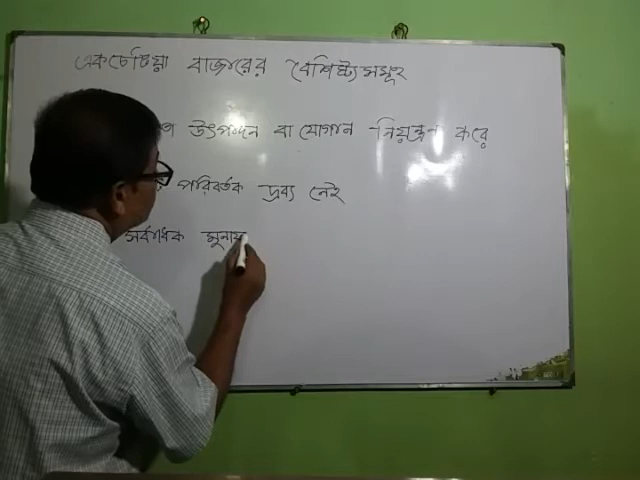 একচেটিয়া বাজারের বৈশিষ্ট্যসমূহ
উৎপাদন বা যোগান নিয়ন্ত্রণ করে
পরিবর্তক দ্রব্য নেই
সর্বাধিক মুনাফ